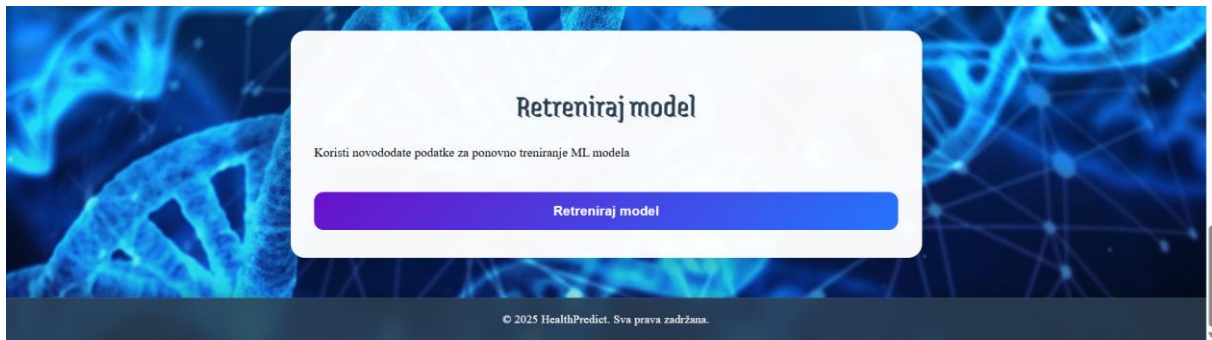 Retreniraj model
Koristi novododate podatke za ponovno treniranje ML modela
Retreniraj model
© 2025 HealthPredict. Sva prava zadržana.